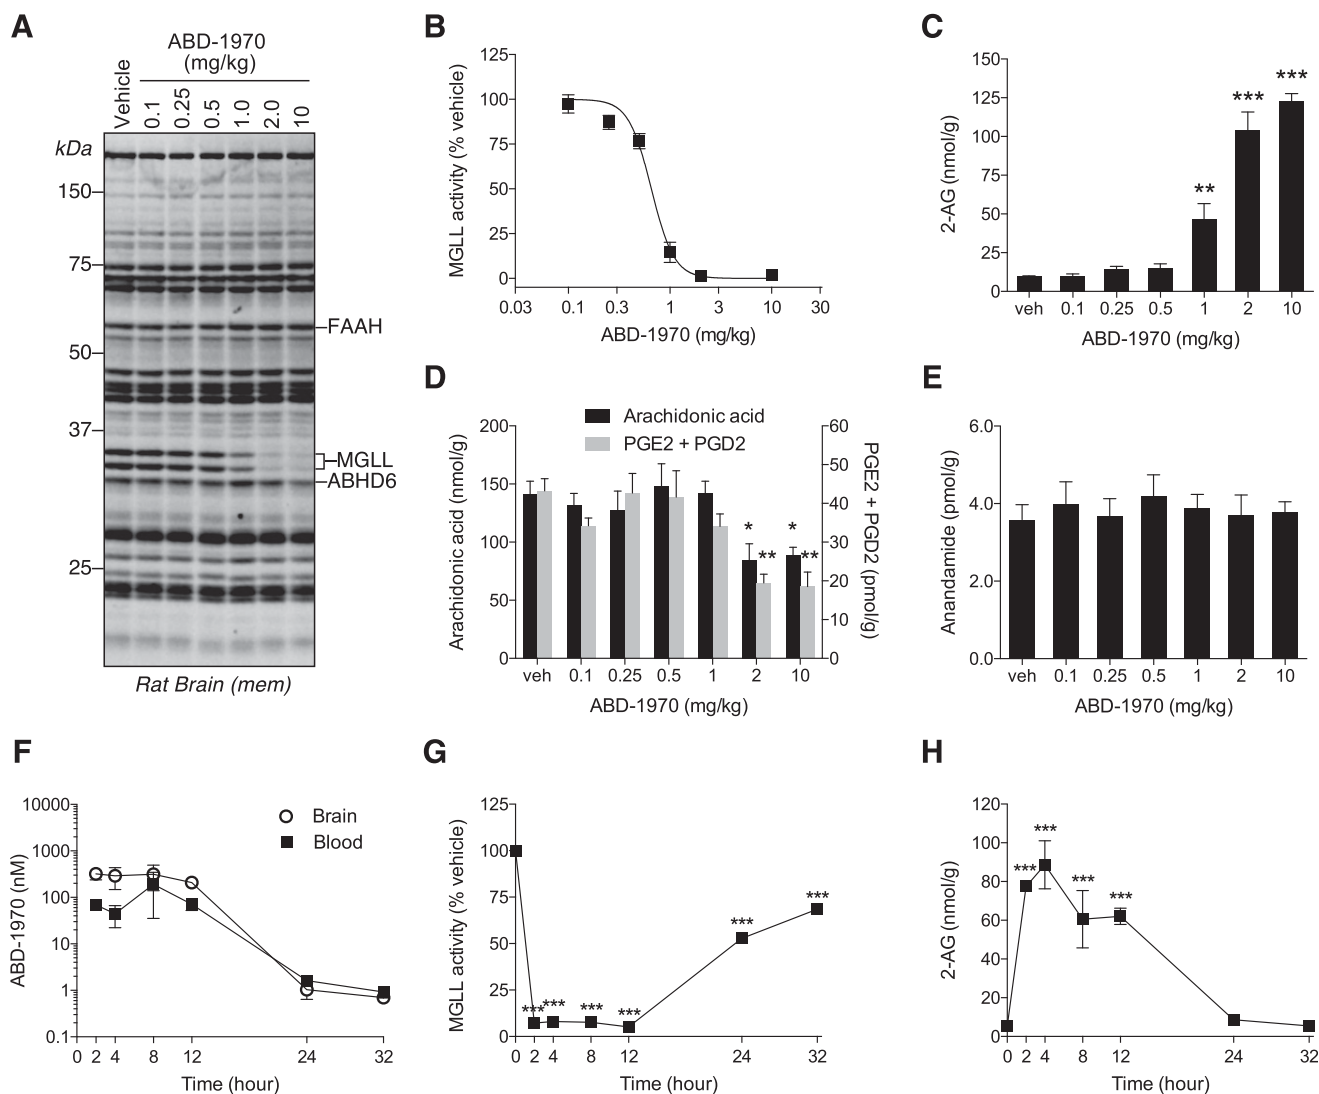 A
ABD-1970
(mg/kg)
Vehicle
0.1
0.25
0.5
1.0
2.0
10
kDa
150
75
50
37
25
FAAH
MGLL
ABHD6
Rat Brain (mem)
B
MGLL activity (% vehicle)
125
100
75
50
25
0
0.03 0.1 0.3 1 3 10 30
ABD-1970 (mg/kg)
C
2-AG (nmol/g)
150
125
100
75
50
25
0
**
***
***
veh 0.1 0.25 0.5 1 2 10
ABD-1970 (mg/kg)
D
Arachidonic acid
PGE2 + PGD2
Arachidonic acid (nmol/g)
200
150
100
50
0
PGE2 + PGD2 (pmol/g)
60
50
40
30
20
10
0
* ** * **
veh 0.1 0.25 0.5 1 2 10
ABD-1970 (mg/kg)
E
Anandamide (pmol/g)
6.0
4.0
2.0
0.0
veh 0.1 0.25 0.5 1 2 10
ABD-1970 (mg/kg)
F
Brain
Blood
ABD-1970 (nM)
10000
1000
100
10
1
0.1
0 2 4 8 12 24 32
Time (hour)
G
MGLL activity (% vehicle)
125
100
75
50
25
0
*** *** *** *** *** ***
0 2 4 8 12 24 32
Time (hour)
H
2-AG (nmol/g)
120
100
80
60
40
20
0
*** *** *** ***
0 2 4 8 12 24 32
Time (hour)